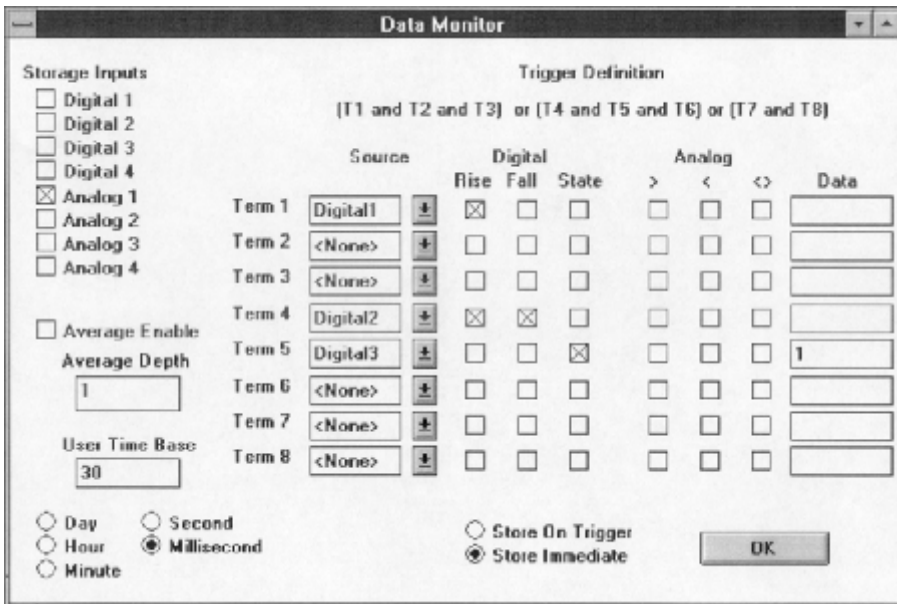 Data Monitor
Storage Inputs
Digital 1
Digital 2
Digital 3
Digital 4
Analog 1
Analog 2
Analog 3
Analog 4
Average Enable
Average Depth
1
User Time Base
30
Day
Hour
Minute
Second
Millisecond
Trigger Definition
(T1 and T2 and T3) or (T4 and T5 and T6) or (T7 and T8)
Source Digital Analog
Rise Fall State > < <> Data
Term 1 Digital1
Term 2 <None>
Term 3 <None>
Term 4 Digital2
Term 5 Digital3 1
Term 6 <None>
Term 7 <None>
Term 8 <None>
Store On Trigger
Store Immediate
OK